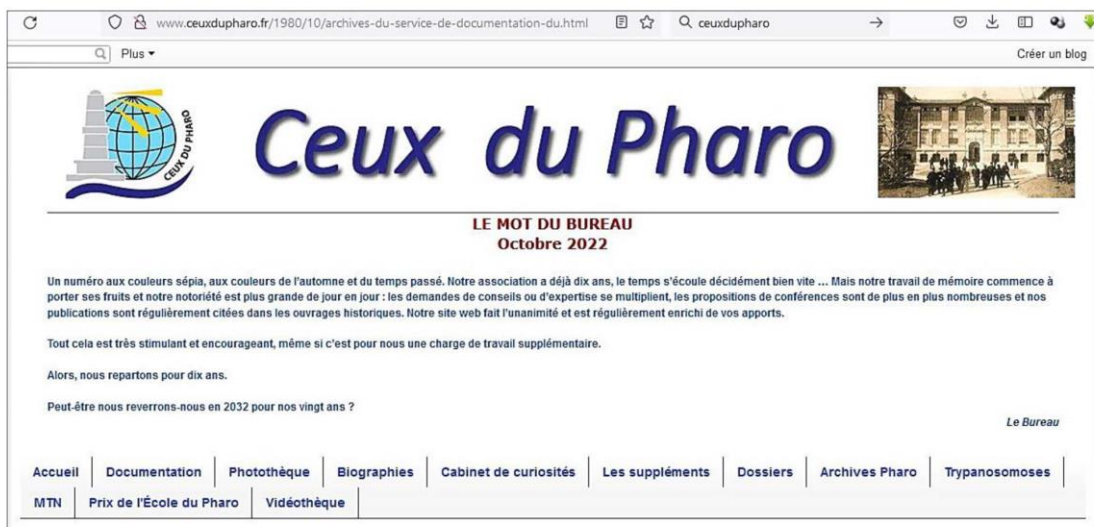 www.ceuxdupharo.fr/1980/10/archives-du-service-de-documentation-du.html
ceuxdupharo
Plus
Créer un blog
CEUX DU PHARO
Ceux du Pharo
LE MOT DU BUREAU
Octobre 2022
Un numéro aux couleurs sépia, aux couleurs de l'automne et du temps passé. Notre association a déjà dix ans, le temps s'écoule décidément bien vite ... Mais notre travail de mémoire commence à
porter ses fruits et notre notoriété est plus grande de jour en jour : les demandes de conseils ou d'expertise se multiplient, les propositions de conférences sont de plus en plus nombreuses et nos
publications sont régulièrement citées dans les ouvrages historiques. Notre site web fait l'unanimité et est régulièrement enrichi de vos apports.
Tout cela est très stimulant et encourageant, même si c'est pour nous une charge de travail supplémentaire.
Alors, nous repartons pour dix ans.
Peut-être nous reverrons-nous en 2032 pour nos vingt ans ?
Le Bureau
Accueil Documentation Photothèque Biographies Cabinet de curiosités Les suppléments Dossiers Archives Pharo Trypanosomoses
MTN Prix de l'École du Pharo Vidéothèque